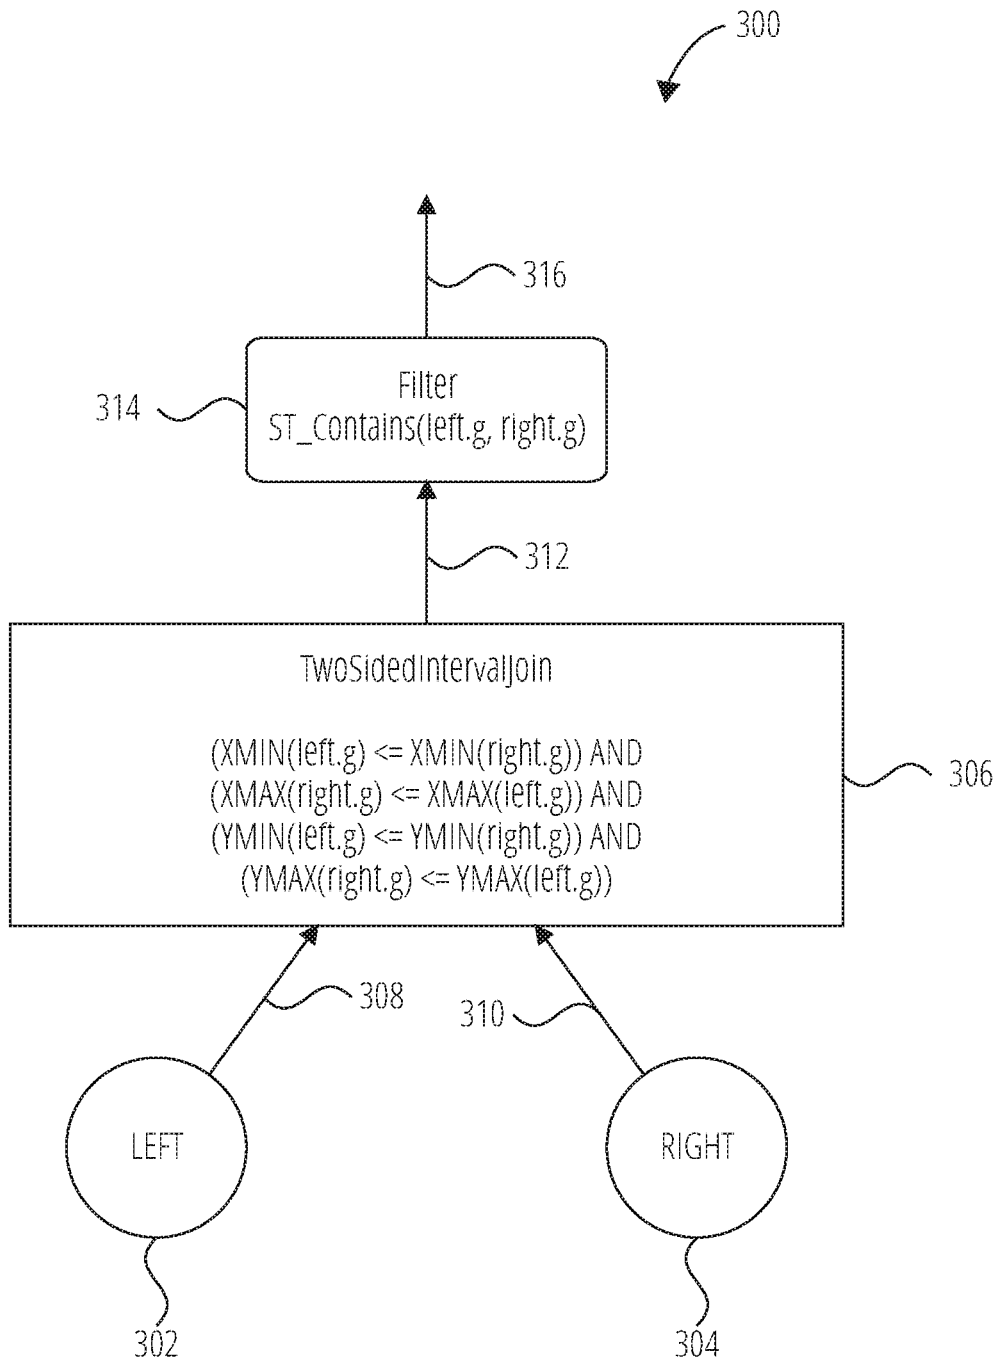 300
316
Filter
ST_Contains(left.g, right.g)
314
312
TwoSidedIntervalJoin
(XMIN(left.g) <= XMIN(right.g)) AND
(XMAX(right.g) <= XMAX(left.g)) AND
(YMIN(left.g) <= YMIN(right.g)) AND
(YMAX(right.g) <= YMAX(left.g))
306
308
310
LEFT
RIGHT
302
304